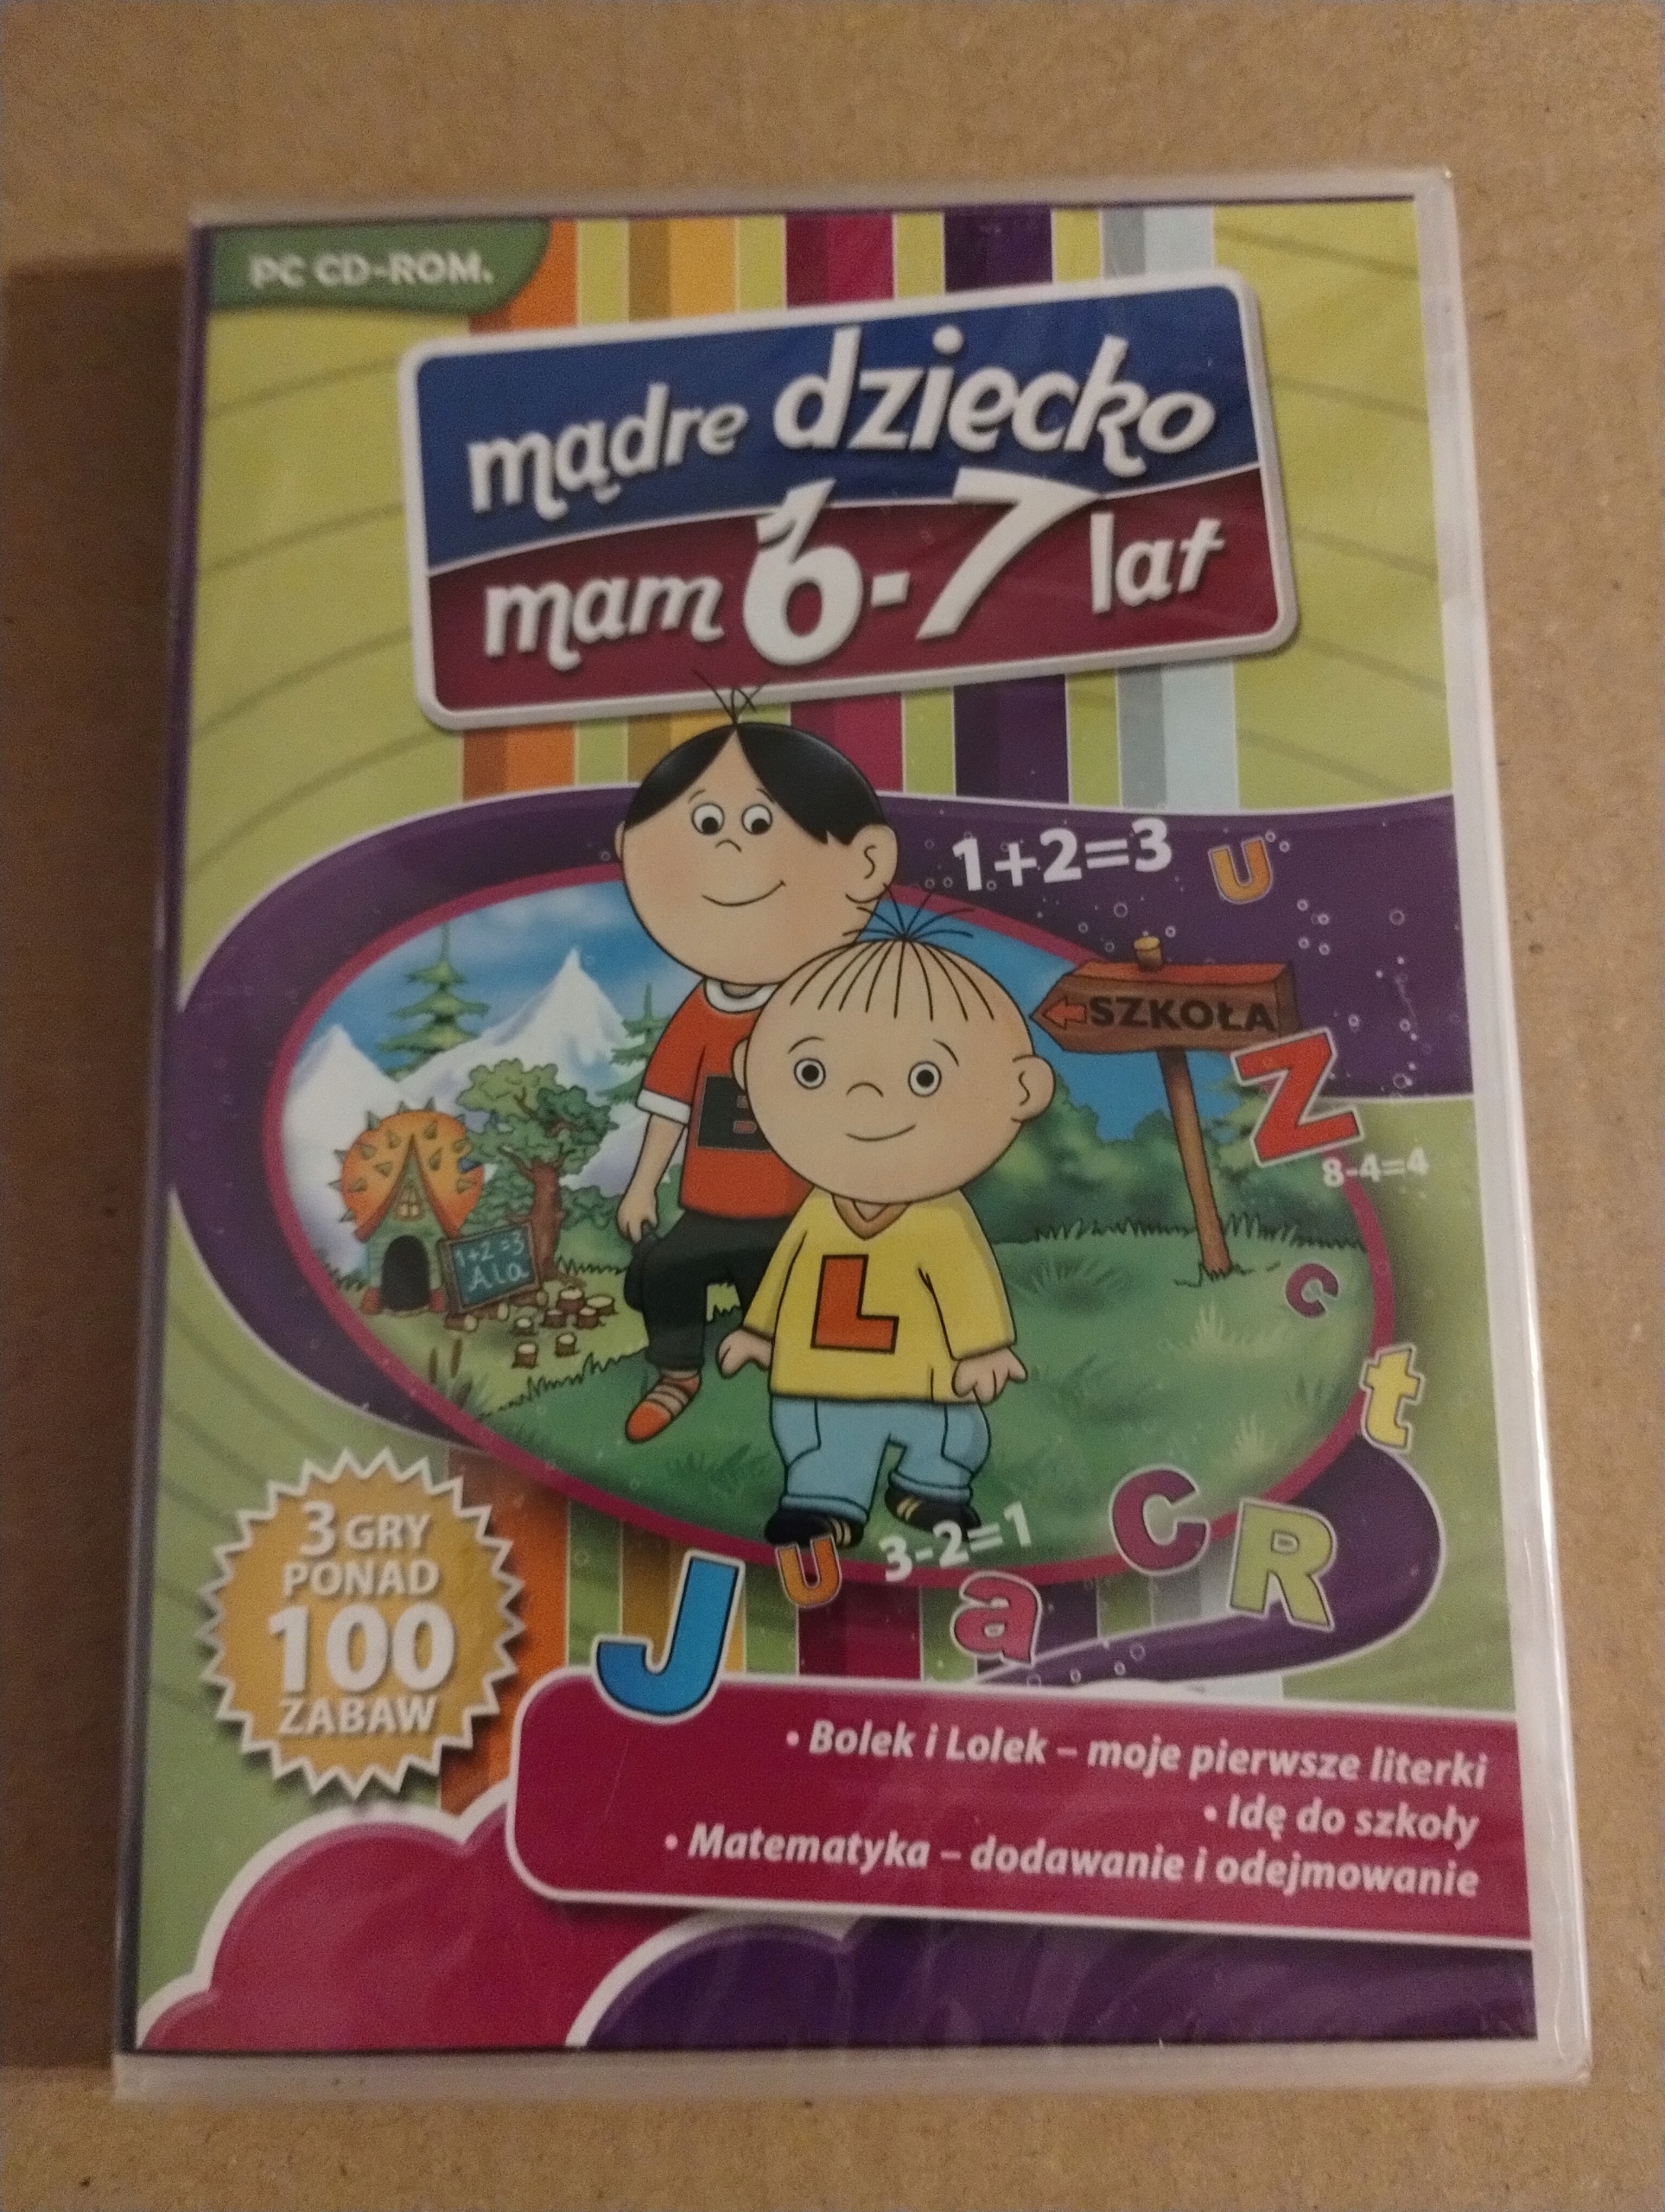 PC CD-ROM.
mądre dziecko
mam 6-7 lat
1+2=3
u
B
SZKOŁA
Z
8-4=4
1+2=3
Ala
L
c
t
C
R
3-2=1
u
a
J
3 GRY
PONAD
100
ZABAW
• Bolek i Lolek – moje pierwsze literki
• Idę do szkoły
• Matematyka – dodawanie i odejmowanie